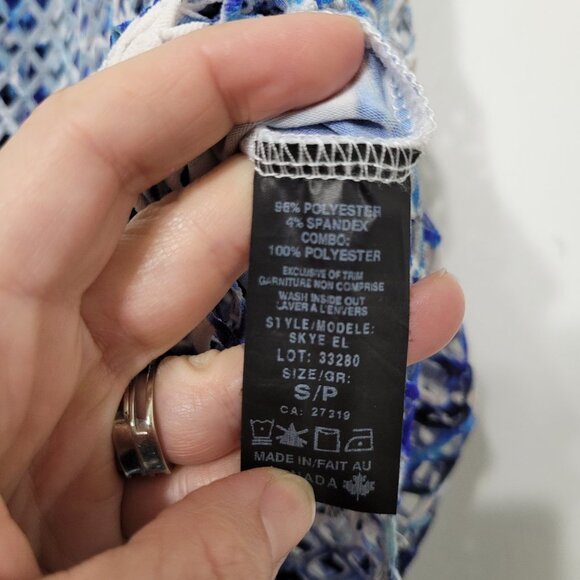 96% POLYESTER
4% SPANDEX
COMBO:
100% POLYESTER
EXCLUSIVE OF TRIM
GARNITURE NON COMPRISE
WASH INSIDE OUT
LAVER A L'ENVERS
STYLE/MODELE:
SKYE EL
LOT: 33280
SIZE/GR:
S/P
CA: 27319
MADE IN/FAIT AU